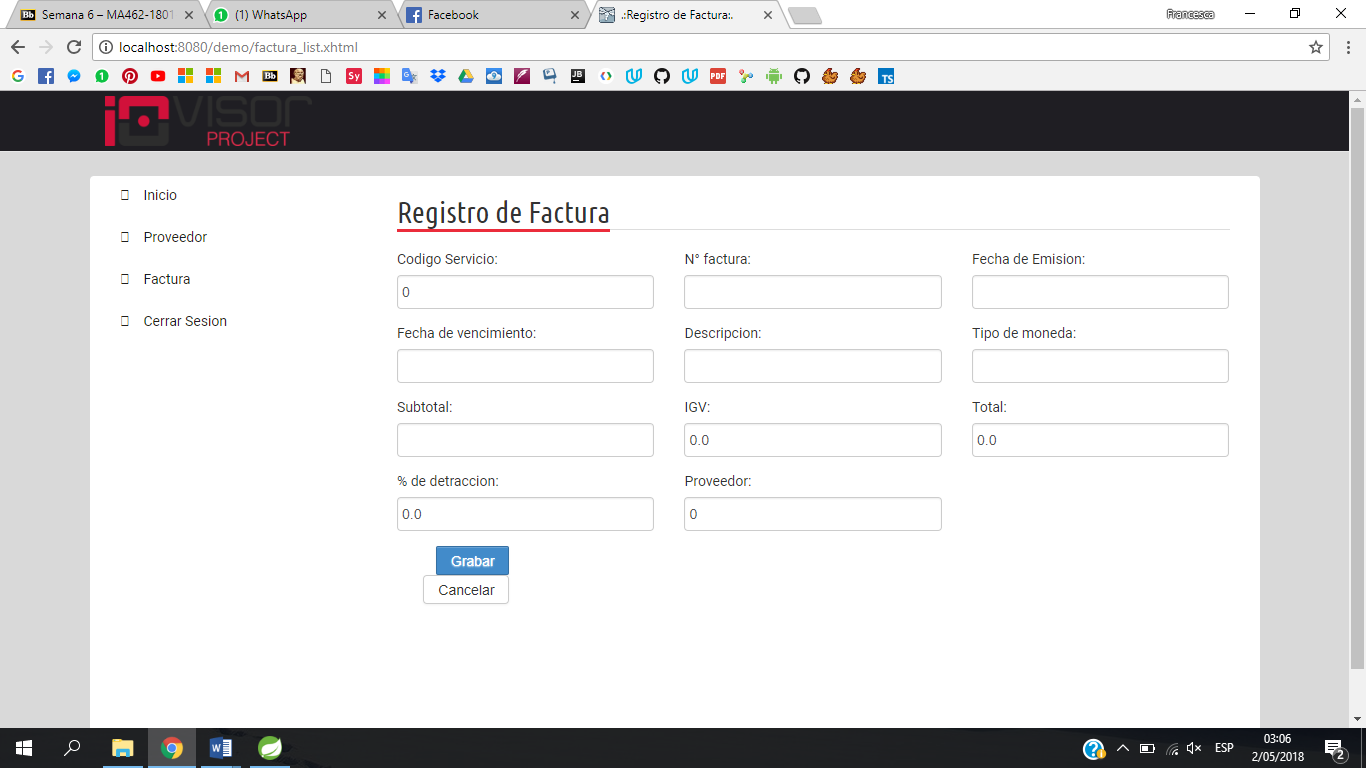 Semana 6 – MA462-1801
(1) WhatsApp
Facebook
.:Registro de Factura:.
Francesca
localhost:8080/demo/factura_list.xhtml
iO VISOR
PROJECT
Inicio
Proveedor
Factura
Cerrar Sesion
Registro de Factura
Codigo Servicio:
N° factura:
Fecha de Emision:
0
Fecha de vencimiento:
Descripcion:
Tipo de moneda:
Subtotal:
IGV:
Total:
0.0
0.0
% de detraccion:
Proveedor:
0.0
0
Grabar
Cancelar
ESP
03:06
2/05/2018
2